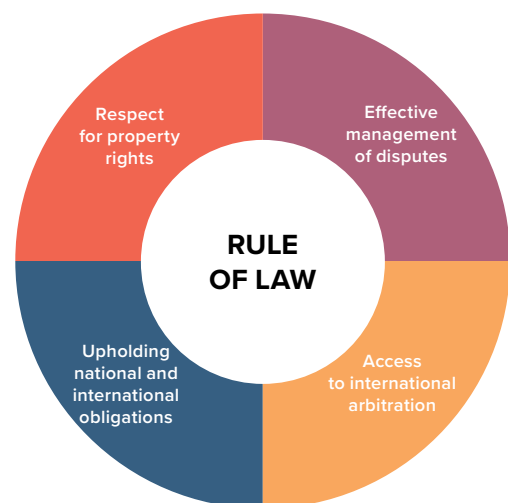 Respect
for property
rights
Effective
management
of disputes
RULE
OF LAW
Upholding
national and
international
obligations
Access
to international
arbitration